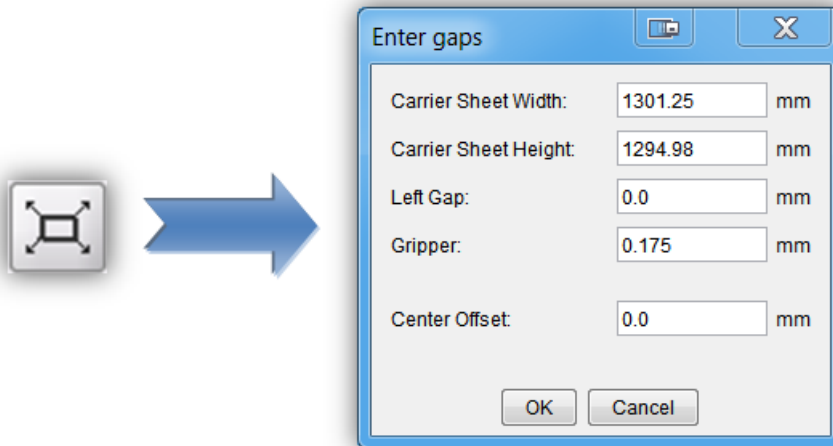 Enter gaps
Carrier Sheet Width: 1301.25 mm
Carrier Sheet Height: 1294.98 mm
Left Gap: 0.0 mm
Gripper: 0.175 mm
Center Offset: 0.0 mm
OK Cancel